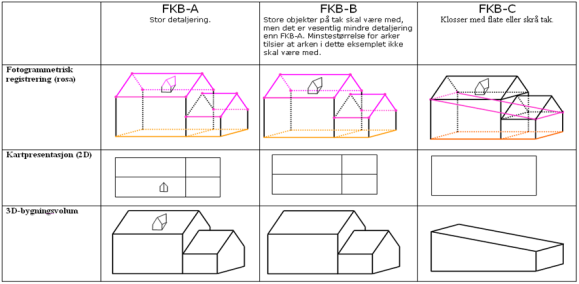 FKB-A
Stor detaljering.
FKB-B
Store objekter på tak skal være med,
men det er vesentlig mindre detaljering
enn FKB-A. Minstestørrelse for arker
tilsier at arken i dette eksemplet ikke
skal være med.
FKB-C
Klosser med flate eller skrå tak.
Fotogrammetrisk
registrering (rosa)
Kartpresentasjon (2D)
3D-bygningsvolum